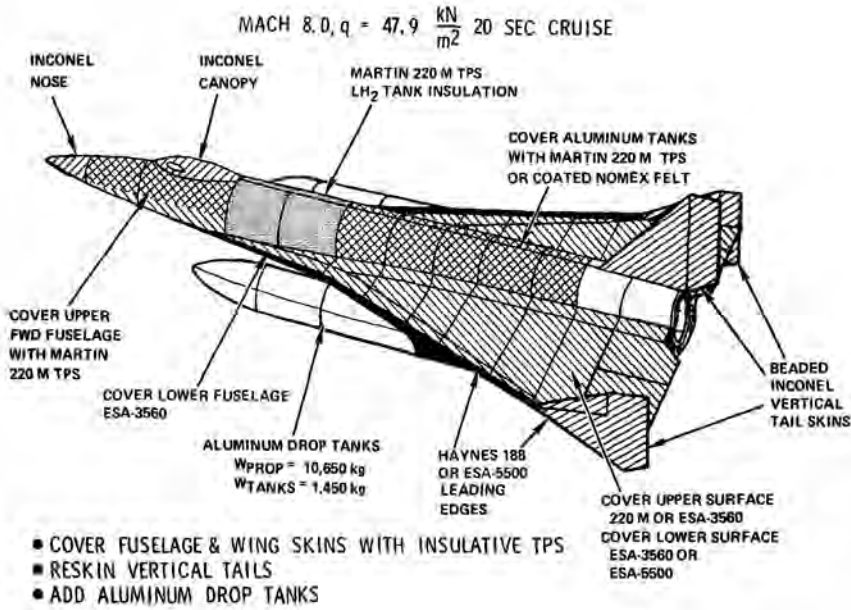 MACH 8.0, q = 47.9 kN/m2 20 SEC CRUISE
INCONEL
NOSE
INCONEL
CANOPY
MARTIN 220 M TPS
LH2 TANK INSULATION
COVER ALUMINUM TANKS
WITH MARTIN 220 M TPS
OR COATED NOMEX FELT
COVER UPPER
FWD FUSELAGE
WITH MARTIN
220 M TPS
COVER LOWER FUSELAGE
ESA-3560
ALUMINUM DROP TANKS
WPROP = 10,650 kg
WTANKS = 1,450 kg
HAYNES 188
OR ESA-5500
LEADING
EDGES
BEADED
INCONEL
VERTICAL
TAIL SKINS
COVER UPPER SURFACE
220 M OR ESA-3560
COVER LOWER SURFACE
ESA-3560 OR
ESA-5500
• COVER FUSELAGE & WING SKINS WITH INSULATIVE TPS
▪ RESKIN VERTICAL TAILS
• ADD ALUMINUM DROP TANKS